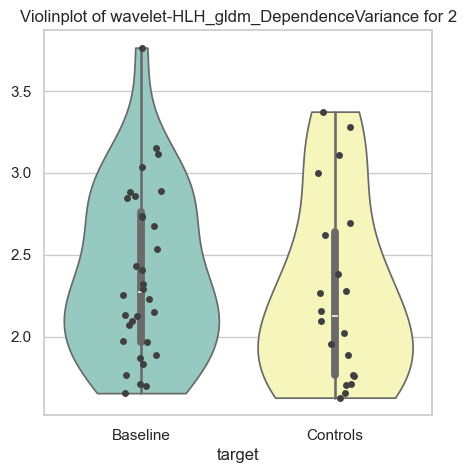 Violinplot of wavelet-HLH_gldm_DependenceVariance for 2
3.5
3.0
2.5
2.0
Baseline
Controls
target